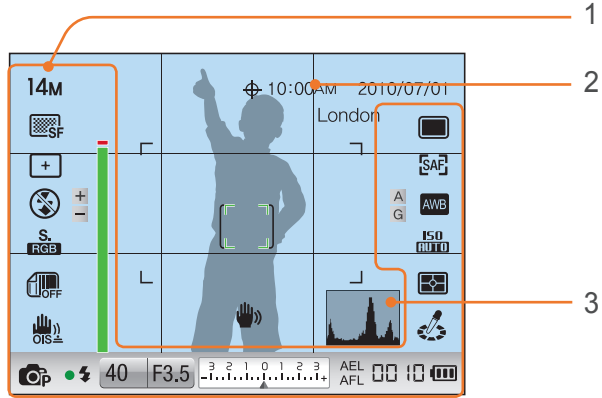 1
14M
10:00AM 2010/07/01
2
London
SF
SAF
+
-
A
G
AWB
S.
RGB
ISO
AUTO
OFF
3
OIS
P
40
F3.5
3 2 1 0 1 2 3
- +
AEL
AFL
0010